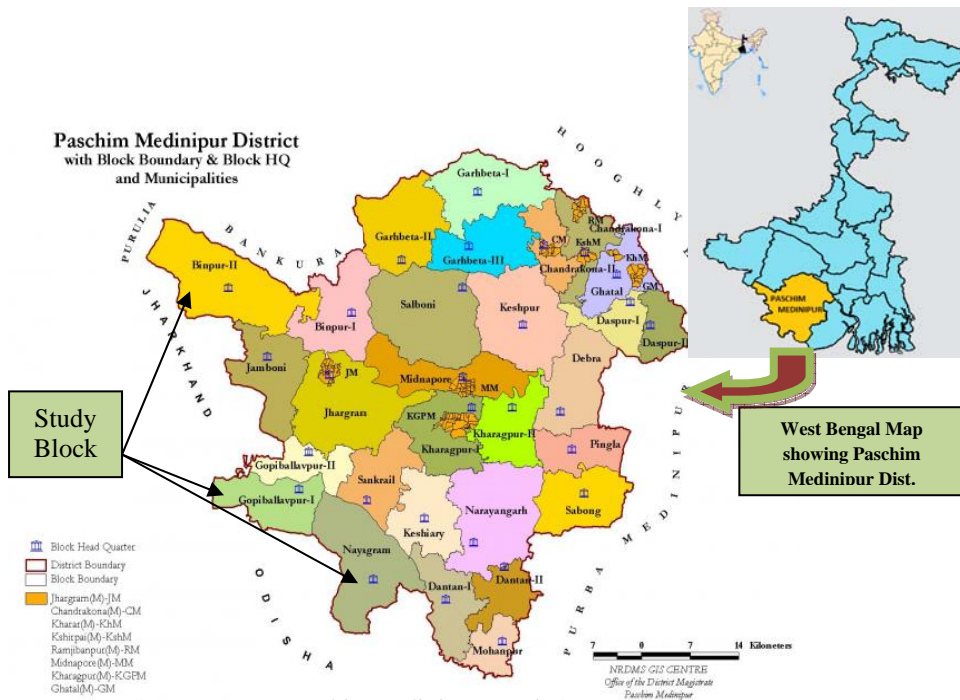 Paschim Medinipur District
with Block Boundary & Block HQ
and Municipalities
HOOGHLY
PURULIA
BANKURA
JHARKHAND
ODISHA
PURBA MEDINIPUR
Garhbeta-I
Garhbeta-II
Garhbeta-III
RM
Chandrakona-I
CM
KshM
Chandrakona-II
KhM
Ghatal
GM
Binpur-II
Binpur-I
Salboni
Keshpur
Daspur-I
Daspur-II
Debra
Jamboni
JM
Midnapore
MM
Jhargram
KGPM
Kharagpur-II
Kharagpur-I
Pingla
Gopiballavpur-II
Gopiballavpur-I
Sankrail
Narayangarh
Sabong
Keshiary
Nayagram
Dantan-I
Dantan-II
Mohanpur
Study
Block
PASCHIM
MEDINIPUR
West Bengal Map
showing Paschim
Medinipur Dist.
Block Head Quarter
District Boundary
Block Boundary
Jhargram(M)-JM
Chandrakona(M)-CM
Kharar(M)-KhM
Kshirpai(M)-KshM
Ramjibanpur(M)-RM
Midnapore(M)-MM
Kharagpur(M)-KGPM
Ghatal(M)-GM
7 0 7 14 Kilometers
NRDMS GIS CENTRE
Office of the District Magistrate
Paschim Medinipur